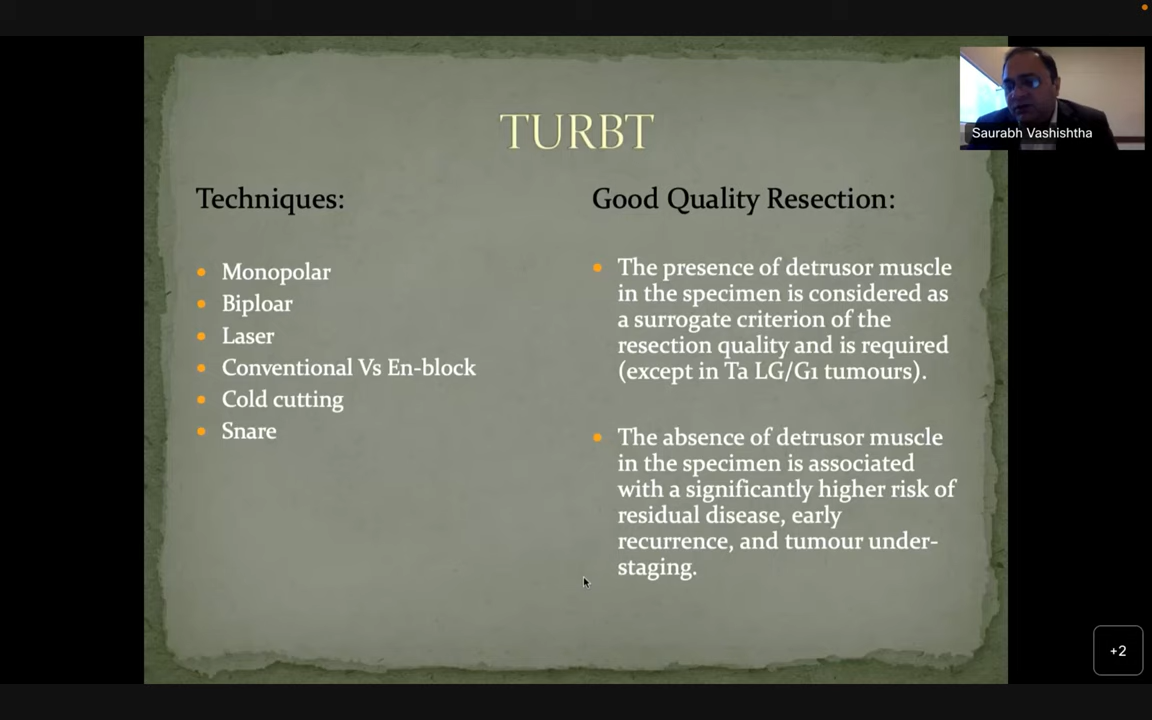 TURBT
Saurabh Vashishtha
Techniques:
Monopolar
Biploar
Laser
Conventional Vs En-block
Cold cutting
Snare
Good Quality Resection:
The presence of detrusor muscle
in the specimen is considered as
a surrogate criterion of the
resection quality and is required
(except in Ta LG/G1 tumours).
The absence of detrusor muscle
in the specimen is associated
with a significantly higher risk of
residual disease, early
recurrence, and tumour under-
staging.
+2